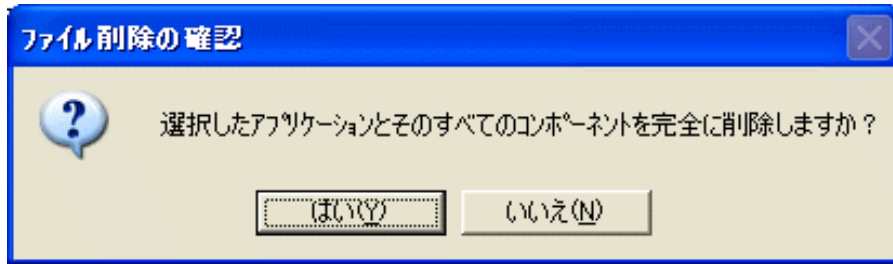 ファイル削除の確認
選択したアプリケーションとそのすべてのコンポーネントを完全に削除しますか？
はい(Y)
いいえ(N)